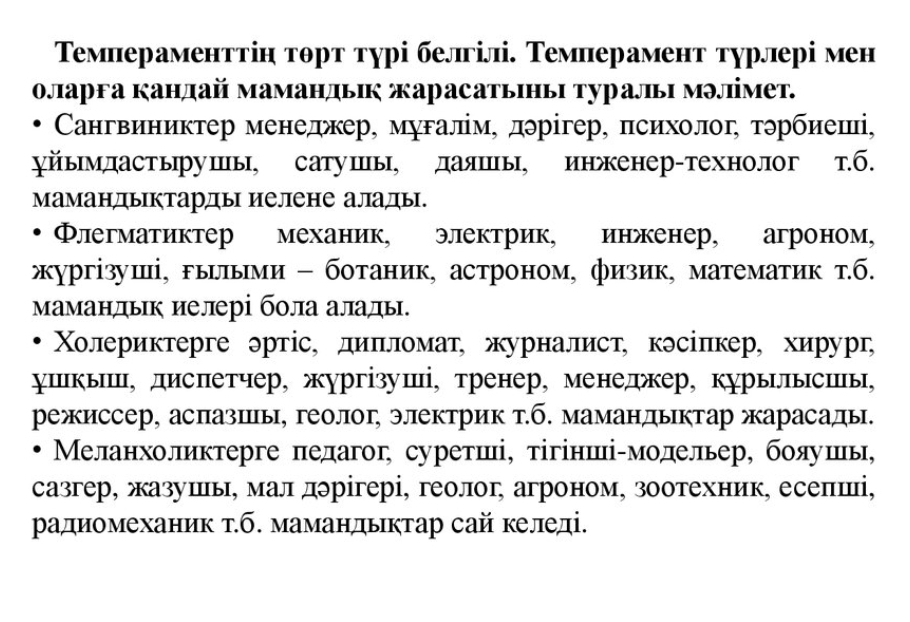 Темпераменттің төрт түрі белгілі. Темперамент түрлері мен
оларға қандай мамандық жарасатыны туралы мәлімет.
• Сангвиниктер менеджер, мұғалім, дәрігер, психолог, тәрбиеші,
ұйымдастырушы, сатушы, даяшы, инженер-технолог т.б.
мамандықтарды иелене алады.
• Флегматиктер механик, электрик, инженер, агроном,
жүргізуші, ғылыми – ботаник, астроном, физик, математик т.б.
мамандық иелері бола алады.
• Холериктерге әртіс, дипломат, журналист, кәсіпкер, хирург,
ұшқыш, диспетчер, жүргізуші, тренер, менеджер, құрылысшы,
режиссер, аспазшы, геолог, электрик т.б. мамандықтар жарасады.
• Меланхоликтерге педагог, суретші, тігінші-модельер, бояушы,
сазгер, жазушы, мал дәрігері, геолог, агроном, зоотехник, есепші,
радиомеханик т.б. мамандықтар сай келеді.